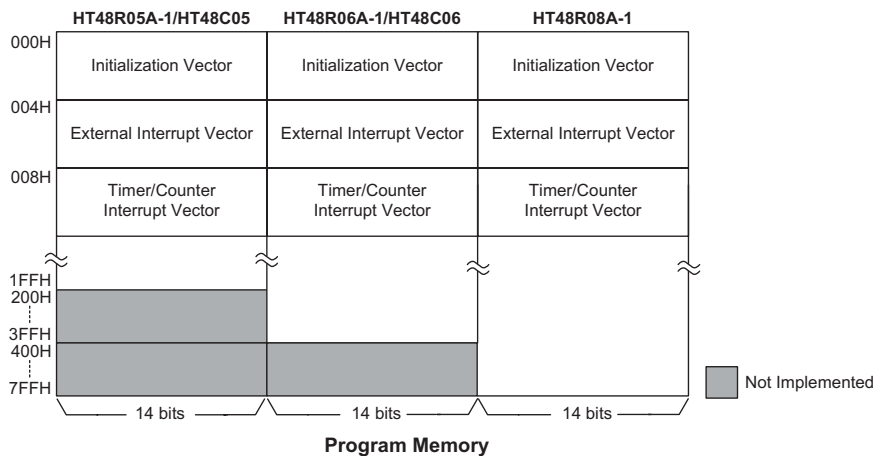 HT48R05A-1/HT48C05 HT48R06A-1/HT48C06 HT48R08A-1
000H
Initialization Vector Initialization Vector Initialization Vector
004H
External Interrupt Vector External Interrupt Vector External Interrupt Vector
008H
Timer/Counter Timer/Counter Timer/Counter
Interrupt Vector Interrupt Vector Interrupt Vector
1FFH
200H
3FFH
400H
7FFH
Not Implemented
14 bits 14 bits 14 bits
Program Memory